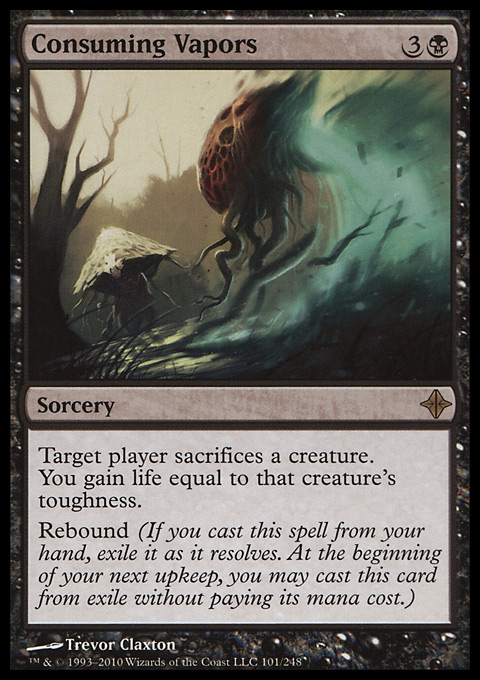 Consuming Vapors 3
Sorcery
Target player sacrifices a creature.
You gain life equal to that creature's
toughness.
Rebound (If you cast this spell from your
hand, exile it as it resolves. At the beginning
of your next upkeep, you may cast this card
from exile without paying its mana cost.)
Trevor Claxton
™ & © 1993–2010 Wizards of the Coast LLC 101/248